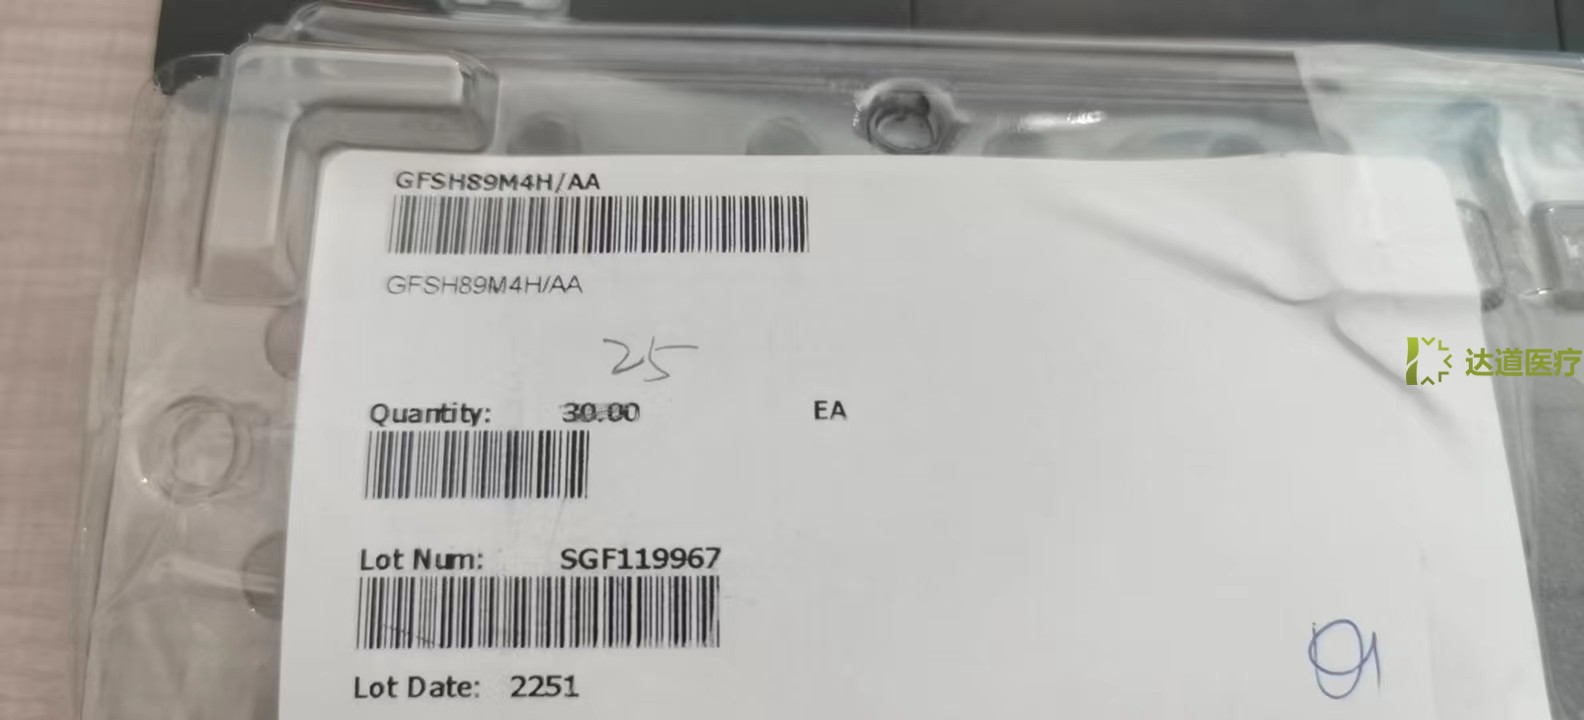 GFSH89M4H/AA
GFSH89M4H/AA
25
Quantity: 30.00 EA
达道医疗
Lot Num: SGF119967
Lot Date: 2251